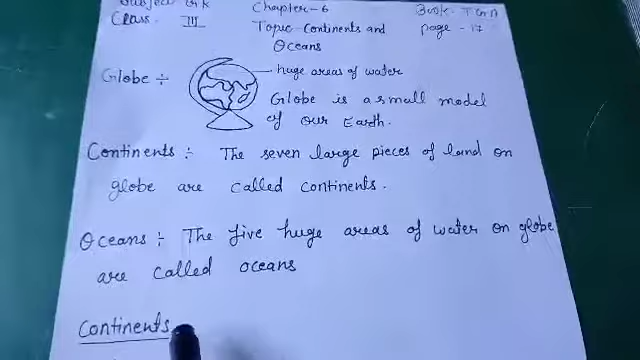 Subject GK
Chapter-6
Class III
Topic Continents and
Oceans
page - 17
Globe ÷
huge areas of water
Globe is a small model
of our Earth.
Continents :- The seven large pieces of land on
globe are called continents.
Oceans :- The five huge areas of water on globe
are called oceans
Continents